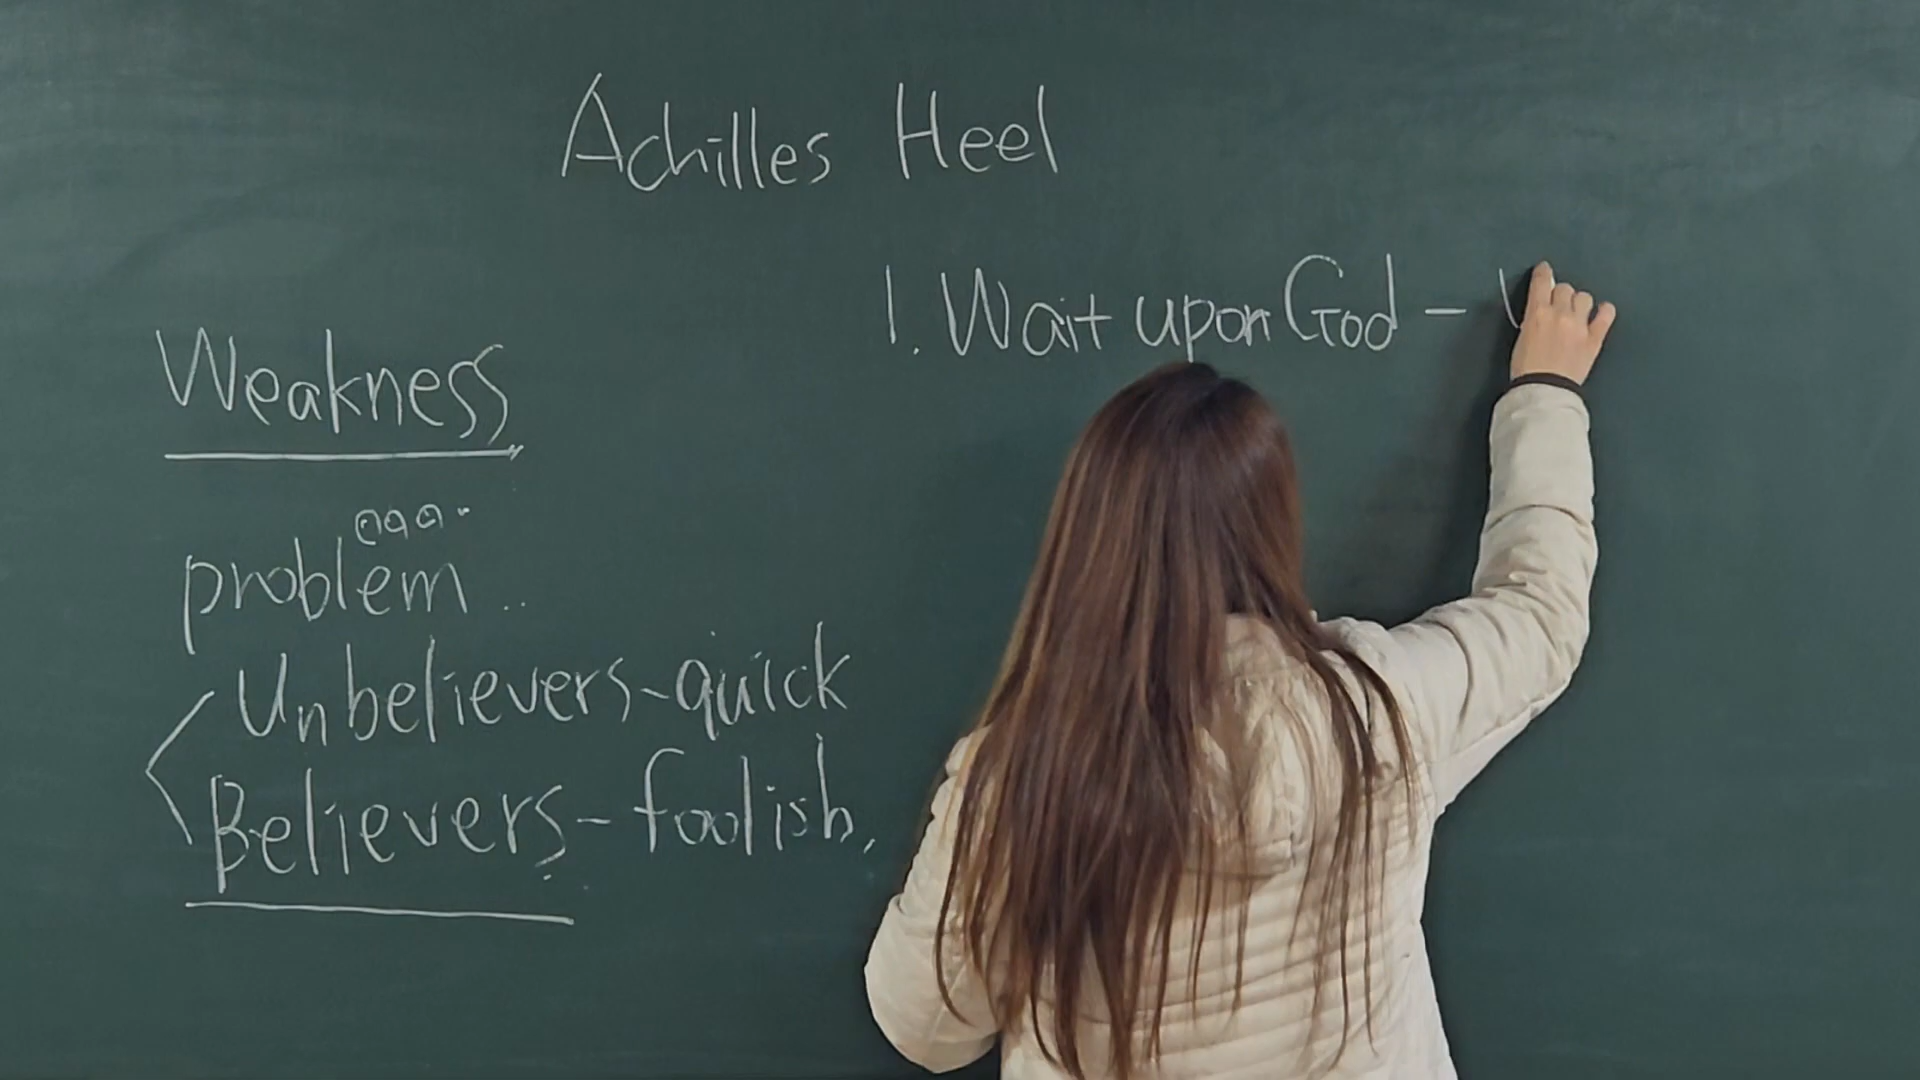 Achilles Heel
1. Wait upon God –
Weakness
problem..
Unbelievers - quick
Believers - foolish,